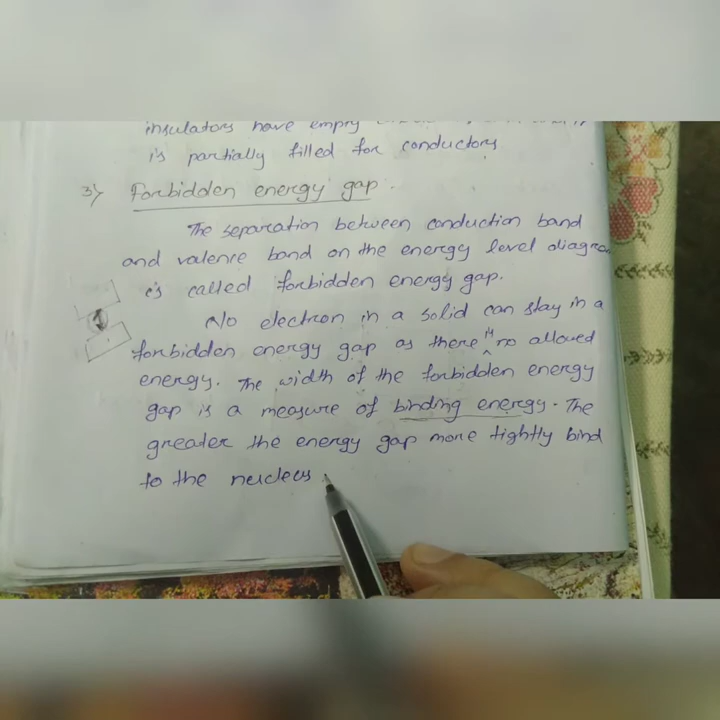 insulators have empty
is partially filled for conductors
3) Forbidden energy gap.
The separation between conduction band
and valence band on the energy level
is called forbidden energy gap.
No electron in a solid can stay in a
forbidden energy gap as there is no allowed
energy. The width of the forbidden energy
gap is a measure of binding energy. The
greater the energy gap more tightly bind
to the nucleus